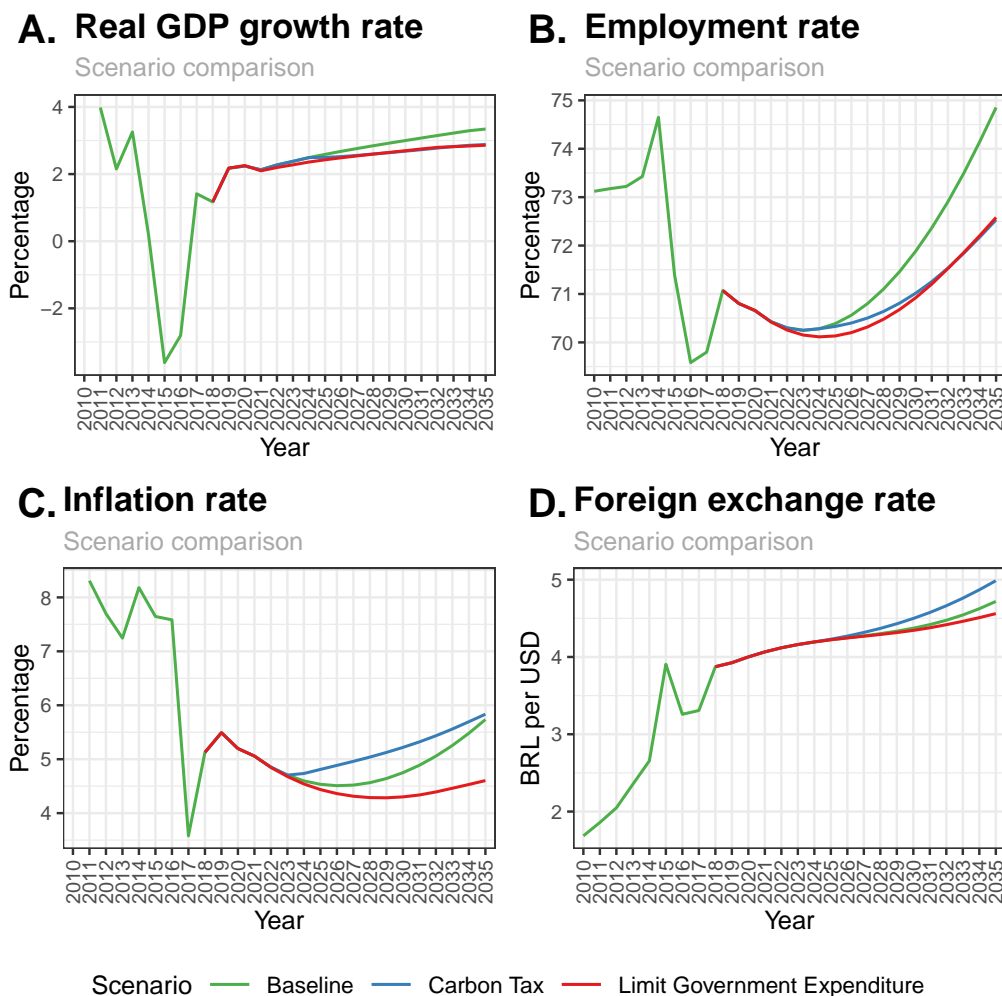 A. Real GDP growth rate
Scenario comparison
4
2
0
−2
Percentage
2010 2011 2012 2013 2014 2015 2016 2017 2018 2019 2020 2021 2022 2023 2024 2025 2026 2027 2028 2029 2030 2031 2032 2033 2034 2035
Year
B. Employment rate
Scenario comparison
75
74
73
72
71
70
Percentage
2010 2011 2012 2013 2014 2015 2016 2017 2018 2019 2020 2021 2022 2023 2024 2025 2026 2027 2028 2029 2030 2031 2032 2033 2034 2035
Year
C. Inflation rate
Scenario comparison
8
7
6
5
4
Percentage
2010 2011 2012 2013 2014 2015 2016 2017 2018 2019 2020 2021 2022 2023 2024 2025 2026 2027 2028 2029 2030 2031 2032 2033 2034 2035
Year
D. Foreign exchange rate
Scenario comparison
5
4
3
2
BRL per USD
2010 2011 2012 2013 2014 2015 2016 2017 2018 2019 2020 2021 2022 2023 2024 2025 2026 2027 2028 2029 2030 2031 2032 2033 2034 2035
Year
Scenario Baseline Carbon Tax Limit Government Expenditure